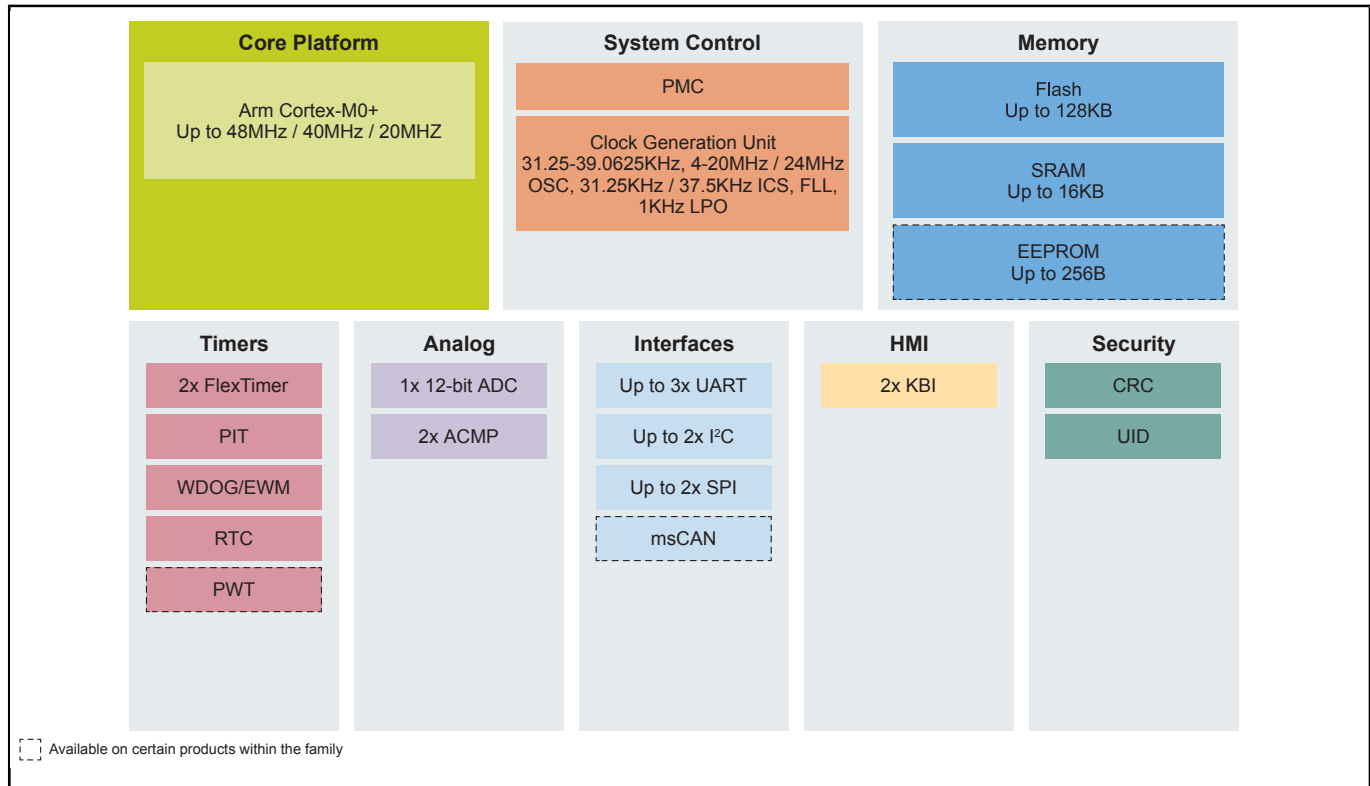 Core Platform
Arm Cortex-M0+
Up to 48MHz / 40MHz / 20MHZ
System Control
PMC
Clock Generation Unit
31.25-39.0625KHz, 4-20MHz / 24MHz
OSC, 31.25KHz / 37.5KHz ICS, FLL,
1KHz LPO
Memory
Flash
Up to 128KB
SRAM
Up to 16KB
EEPROM
Up to 256B
Timers
2x FlexTimer
PIT
WDOG/EWM
RTC
PWT
Analog
1x 12-bit ADC
2x ACMP
Interfaces
Up to 3x UART
Up to 2x I²C
Up to 2x SPI
msCAN
HMI
2x KBI
Security
CRC
UID
Available on certain products within the family